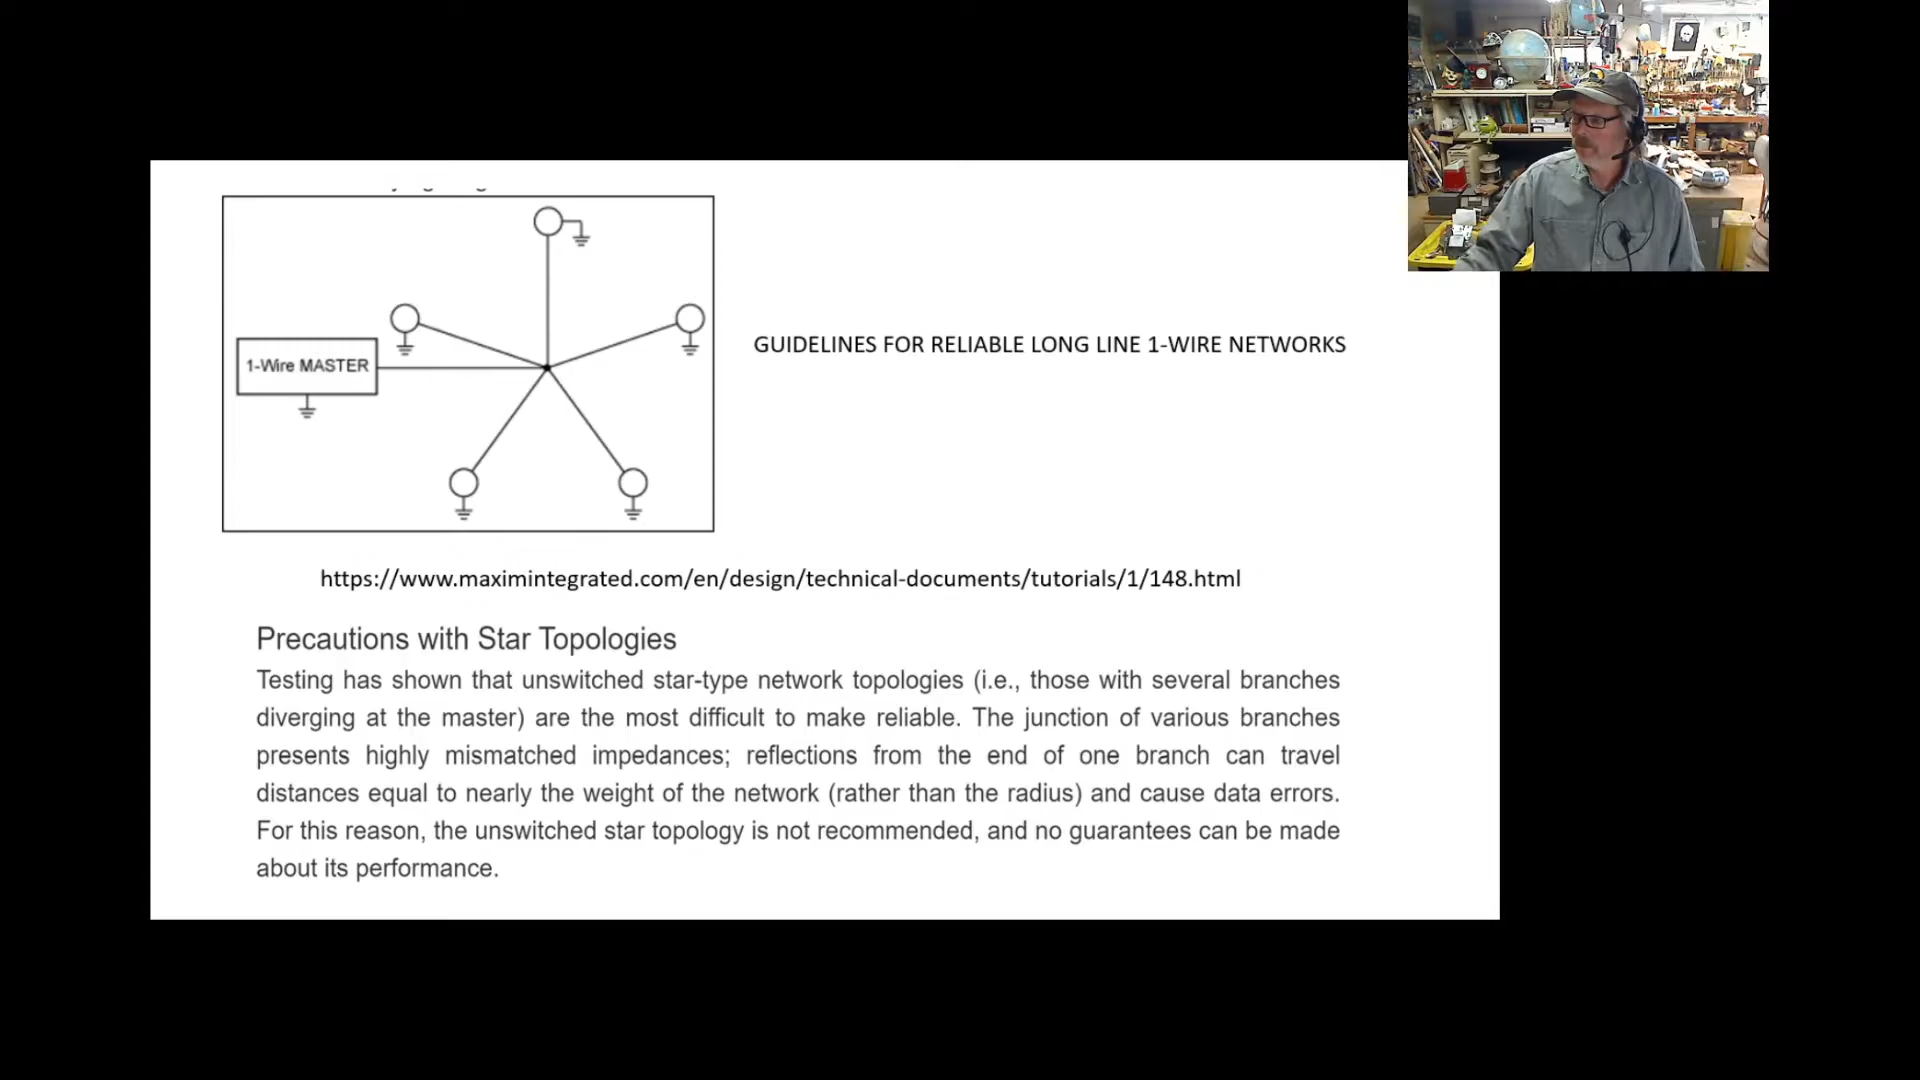 1-Wire MASTER
GUIDELINES FOR RELIABLE LONG LINE 1-WIRE NETWORKS
https://www.maximintegrated.com/en/design/technical-documents/tutorials/1/148.html
Precautions with Star Topologies
Testing has shown that unswitched star-type network topologies (i.e., those with several branches
diverging at the master) are the most difficult to make reliable. The junction of various branches
presents highly mismatched impedances; reflections from the end of one branch can travel
distances equal to nearly the weight of the network (rather than the radius) and cause data errors.
For this reason, the unswitched star topology is not recommended, and no guarantees can be made
about its performance.